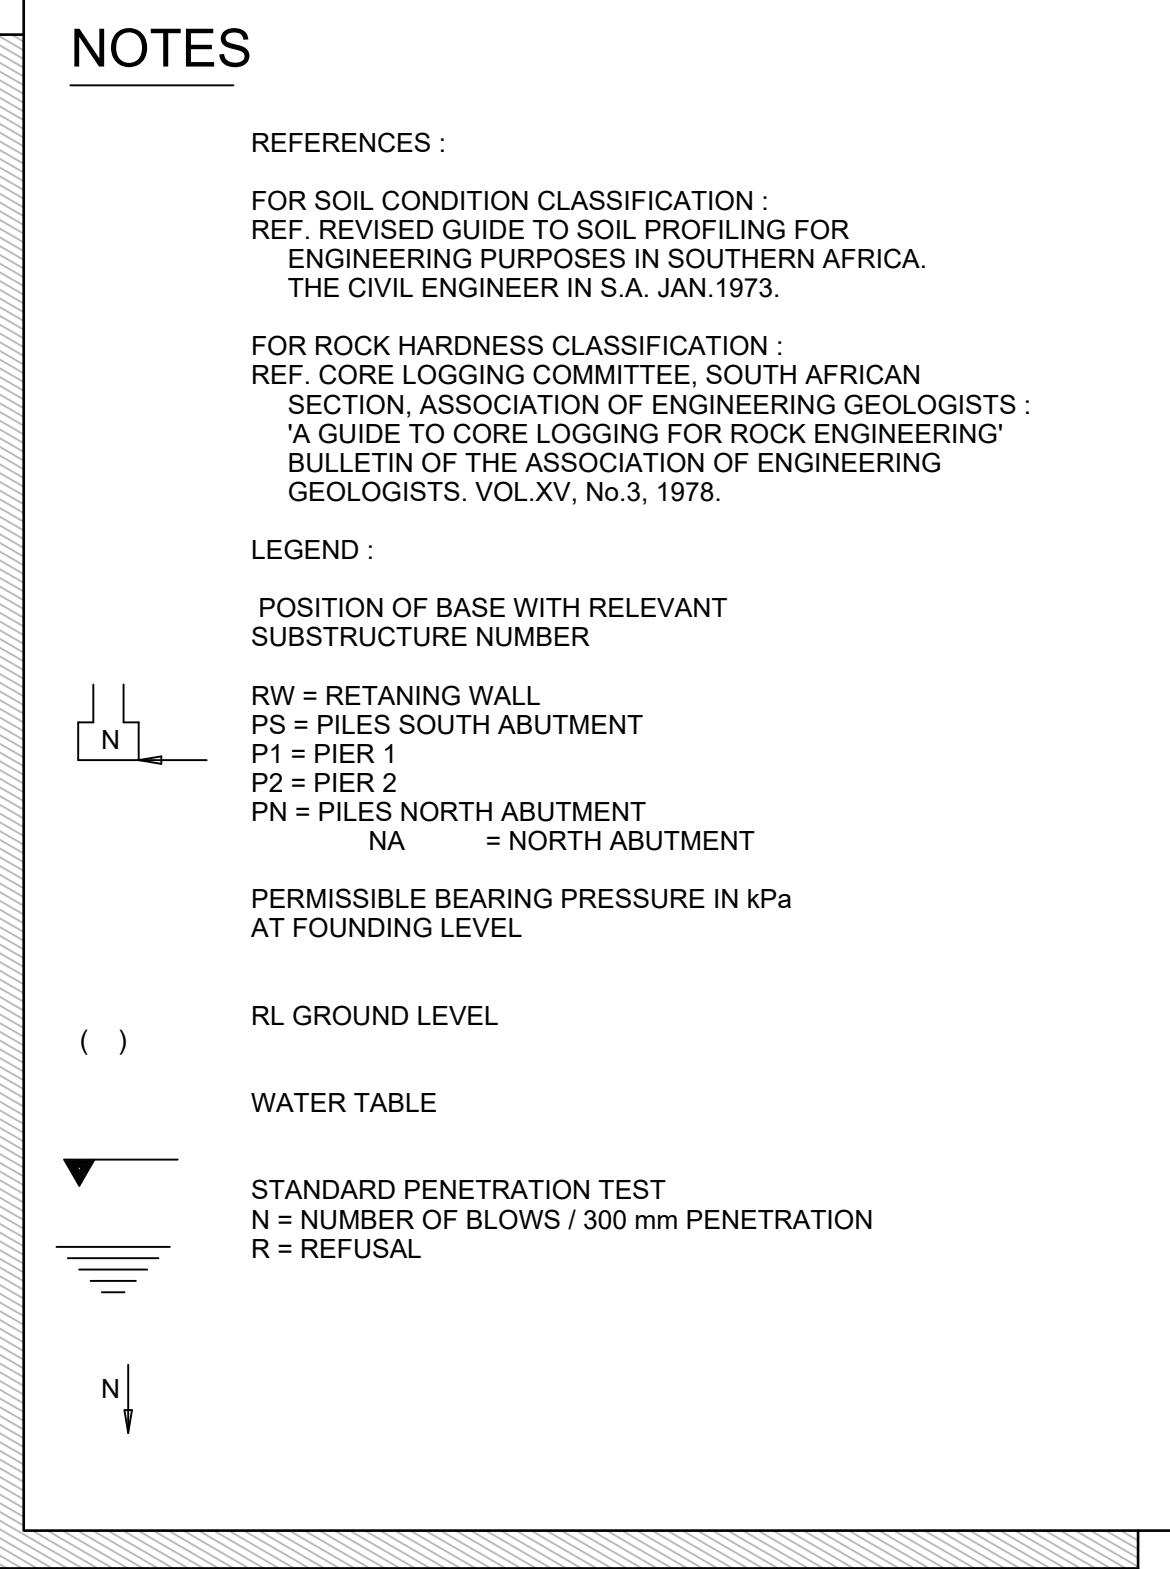 NOTES
REFERENCES :
FOR SOIL CONDITION CLASSIFICATION :
REF. REVISED GUIDE TO SOIL PROFILING FOR
ENGINEERING PURPOSES IN SOUTHERN AFRICA.
THE CIVIL ENGINEER IN S.A. JAN.1973.
FOR ROCK HARDNESS CLASSIFICATION :
REF. CORE LOGGING COMMITTEE, SOUTH AFRICAN
SECTION, ASSOCIATION OF ENGINEERING GEOLOGISTS :
'A GUIDE TO CORE LOGGING FOR ROCK ENGINEERING'
BULLETIN OF THE ASSOCIATION OF ENGINEERING
GEOLOGISTS. VOL.XV, No.3, 1978.
LEGEND :
POSITION OF BASE WITH RELEVANT
SUBSTRUCTURE NUMBER
RW = RETANING WALL
PS = PILES SOUTH ABUTMENT
N
P1 = PIER 1
P2 = PIER 2
PN = PILES NORTH ABUTMENT
NA = NORTH ABUTMENT
PERMISSIBLE BEARING PRESSURE IN kPa
AT FOUNDING LEVEL
RL GROUND LEVEL
( )
WATER TABLE
STANDARD PENETRATION TEST
N = NUMBER OF BLOWS / 300 mm PENETRATION
R = REFUSAL
N